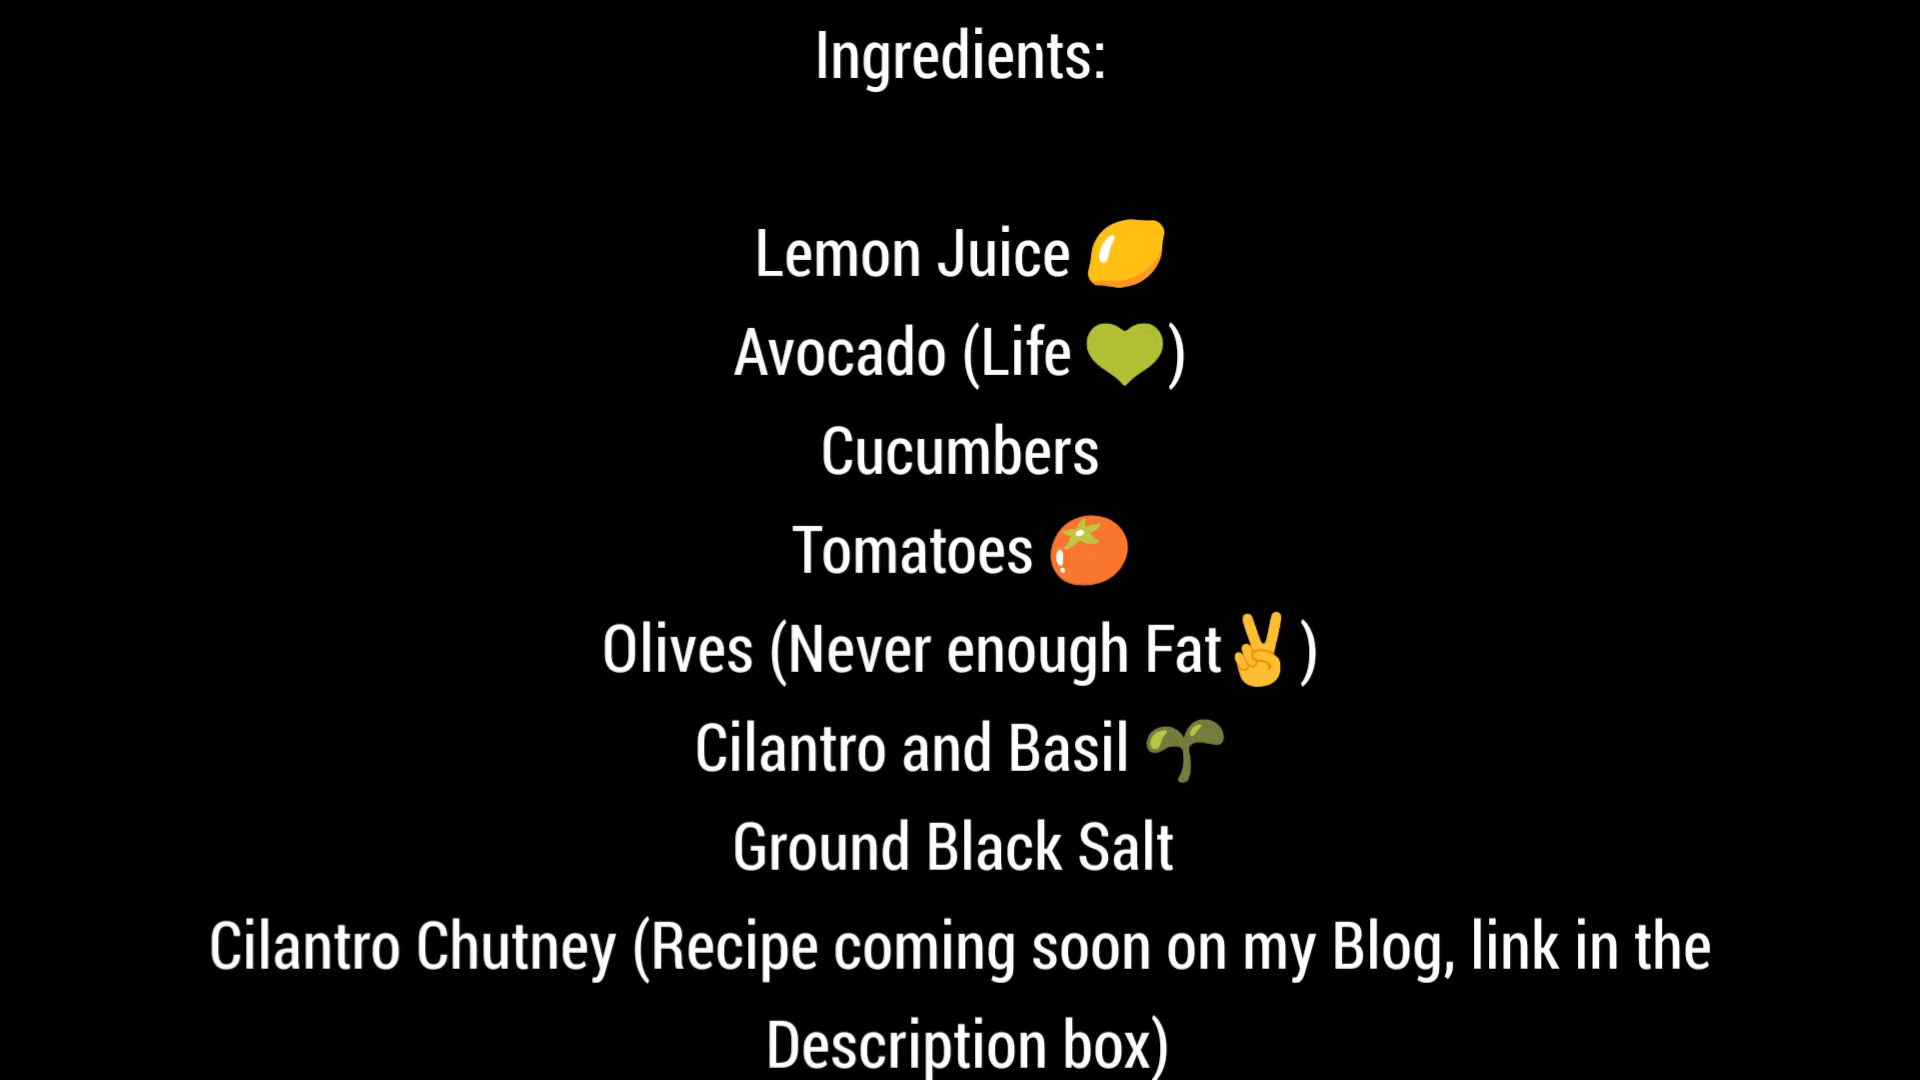 Ingredients:
Lemon Juice 🍋
Avocado (Life 💚)
Cucumbers
Tomatoes 🍅
Olives (Never enough Fat✌️)
Cilantro and Basil 🌱
Ground Black Salt
Cilantro Chutney (Recipe coming soon on my Blog, link in the
Description box)